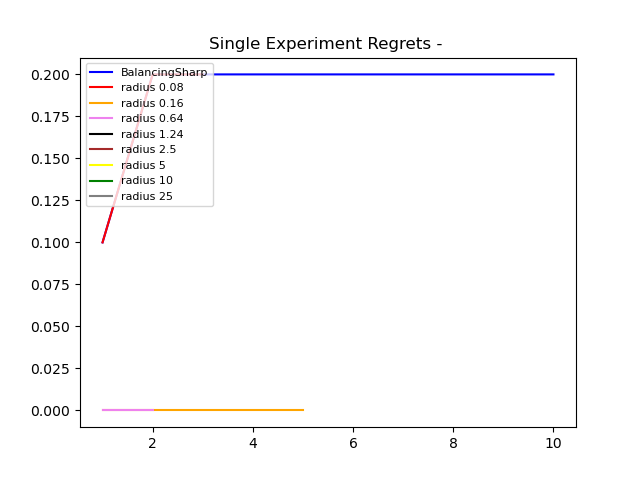 Single Experiment Regrets -
0.200
0.175
0.150
0.125
0.100
0.075
0.050
0.025
0.000
BalancingSharp
radius 0.08
radius 0.16
radius 0.64
radius 1.24
radius 2.5
radius 5
radius 10
radius 25
2 4 6 8 10